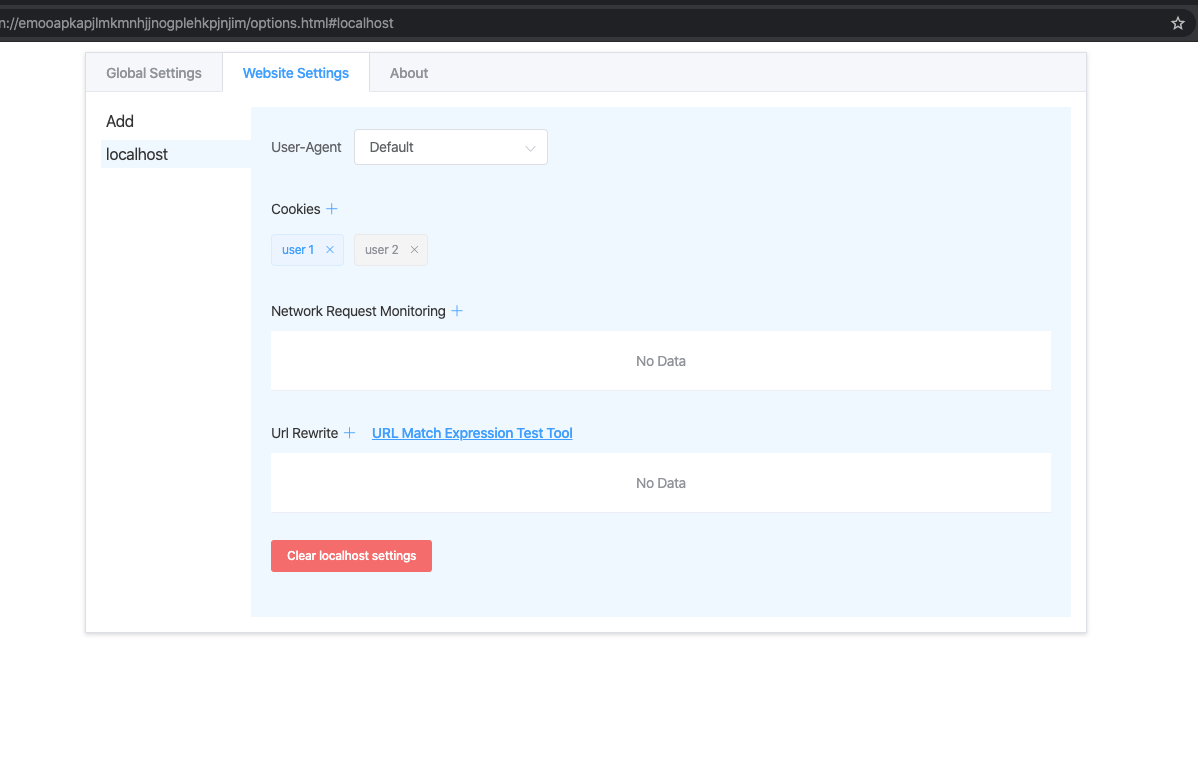 n://emooapkapjlmkmnhjjnogplehkpjnjim/options.html#localhost
Global Settings
Website Settings
About
Add
localhost
User-Agent
Default
Cookies
user 1
user 2
Network Request Monitoring
No Data
Url Rewrite
URL Match Expression Test Tool
No Data
Clear localhost settings